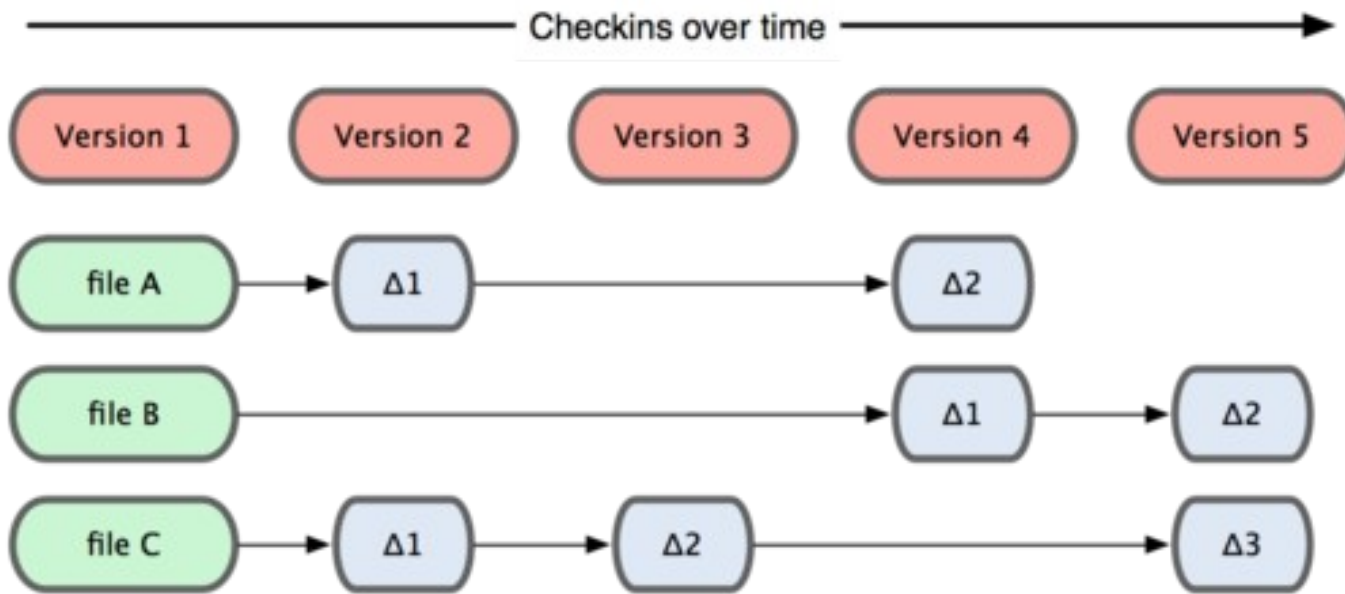 Checkins over time
Version 1 Version 2 Version 3 Version 4 Version 5
file A Δ1 Δ2
file B Δ1 Δ2
file C Δ1 Δ2 Δ3